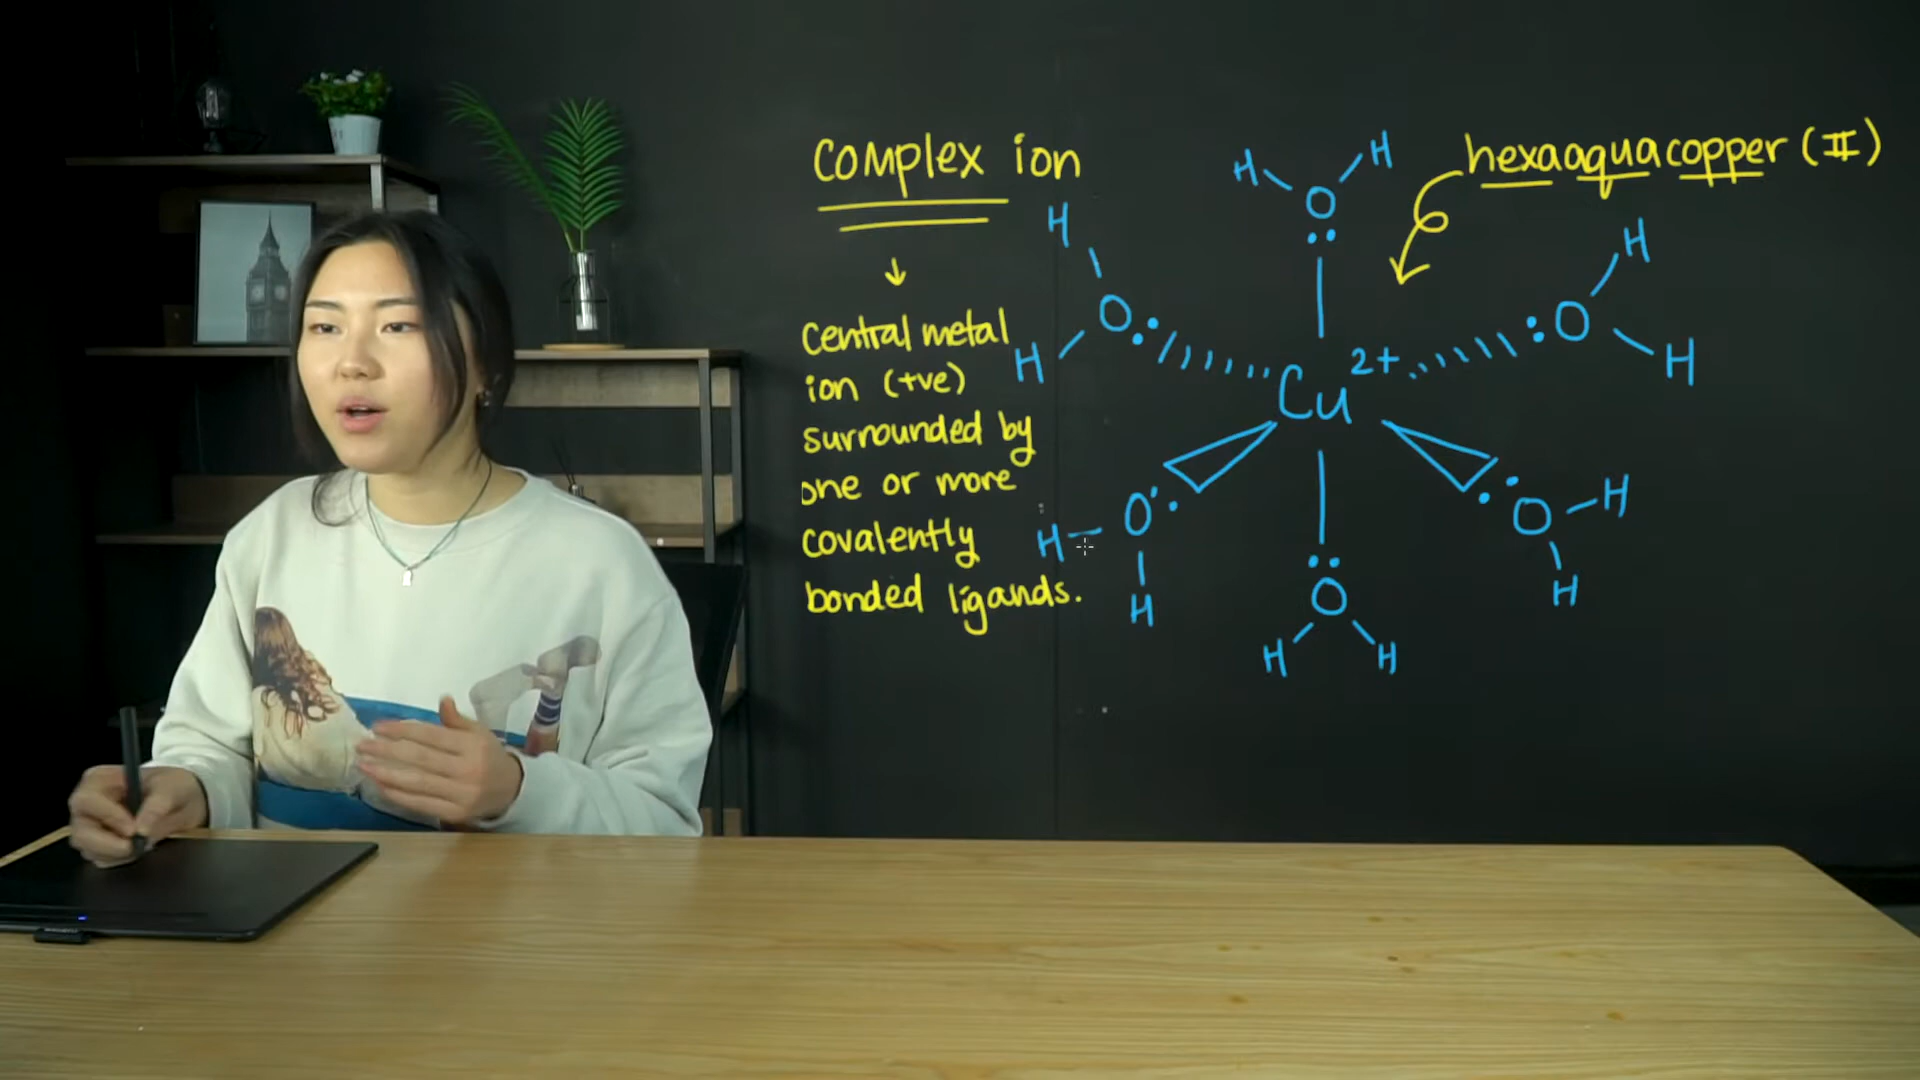 complex ion
↓
Central metal
ion (+ve)
surrounded by
one or more
covalently
bonded ligands.
hexaaquacopper (II)
H H
O
H
O
H
H
O
H
Cu 2+
O
H
H
O
H
H
O
H H